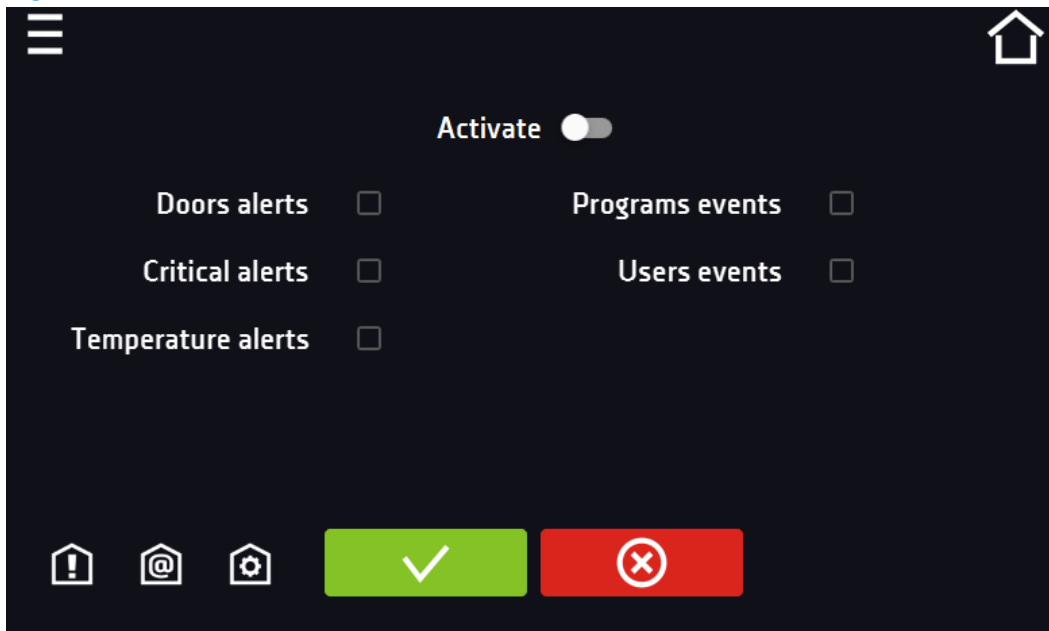 Activate
Doors alerts
Programs events
Critical alerts
Users events
Temperature alerts